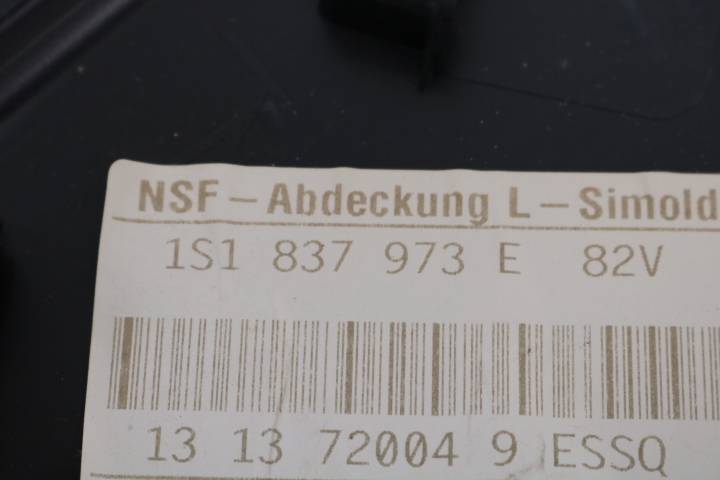 NSF – Abdeckung L – Simold
1S1 837 973 E 82V
13 13 72004 9 ESSQ